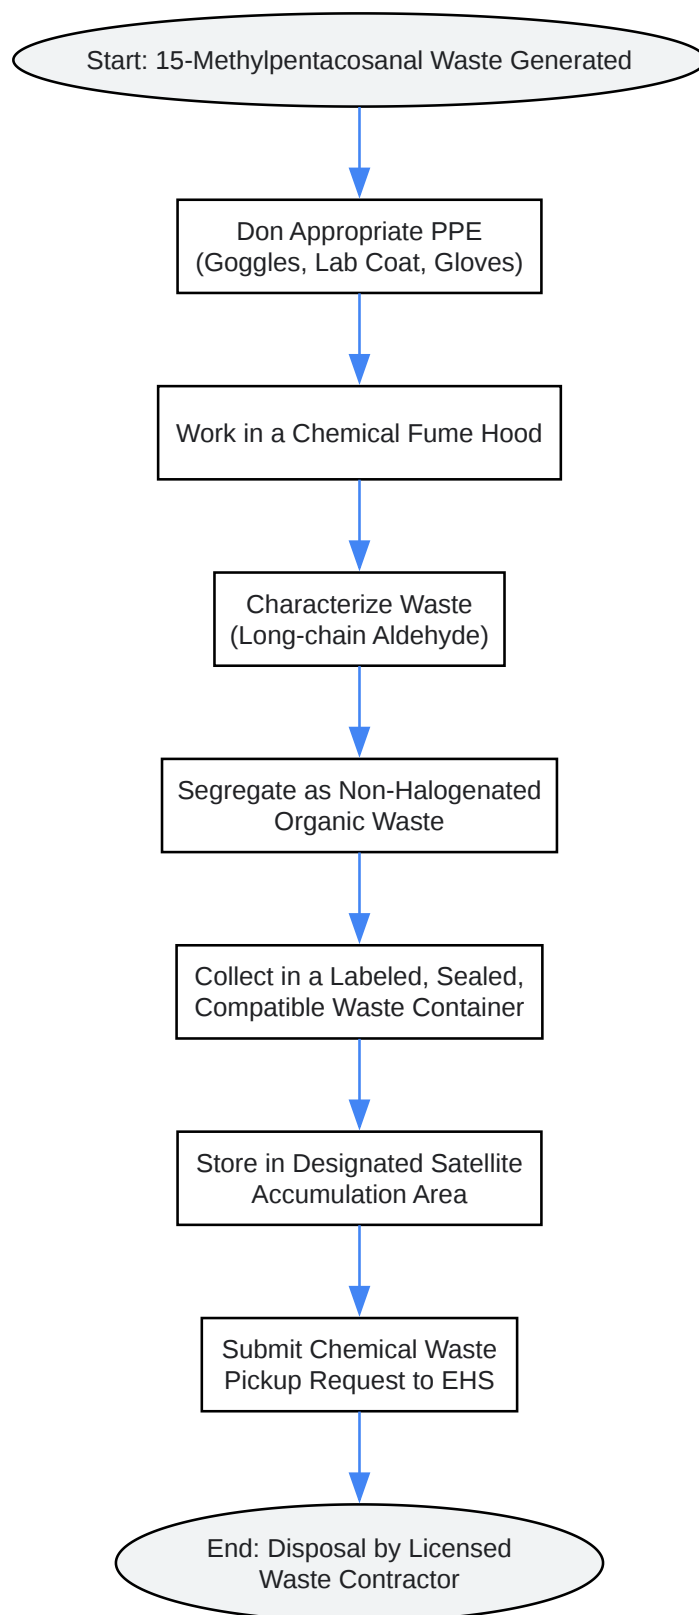 Start: 15-Methylpentacosanal Waste Generated
Don Appropriate PPE
(Goggles, Lab Coat, Gloves)
Work in a Chemical Fume Hood
Characterize Waste
(Long-chain Aldehyde)
Segregate as Non-Halogenated
Organic Waste
Collect in a Labeled, Sealed,
Compatible Waste Container
Store in Designated Satellite
Accumulation Area
Submit Chemical Waste
Pickup Request to EHS
End: Disposal by Licensed
Waste Contractor